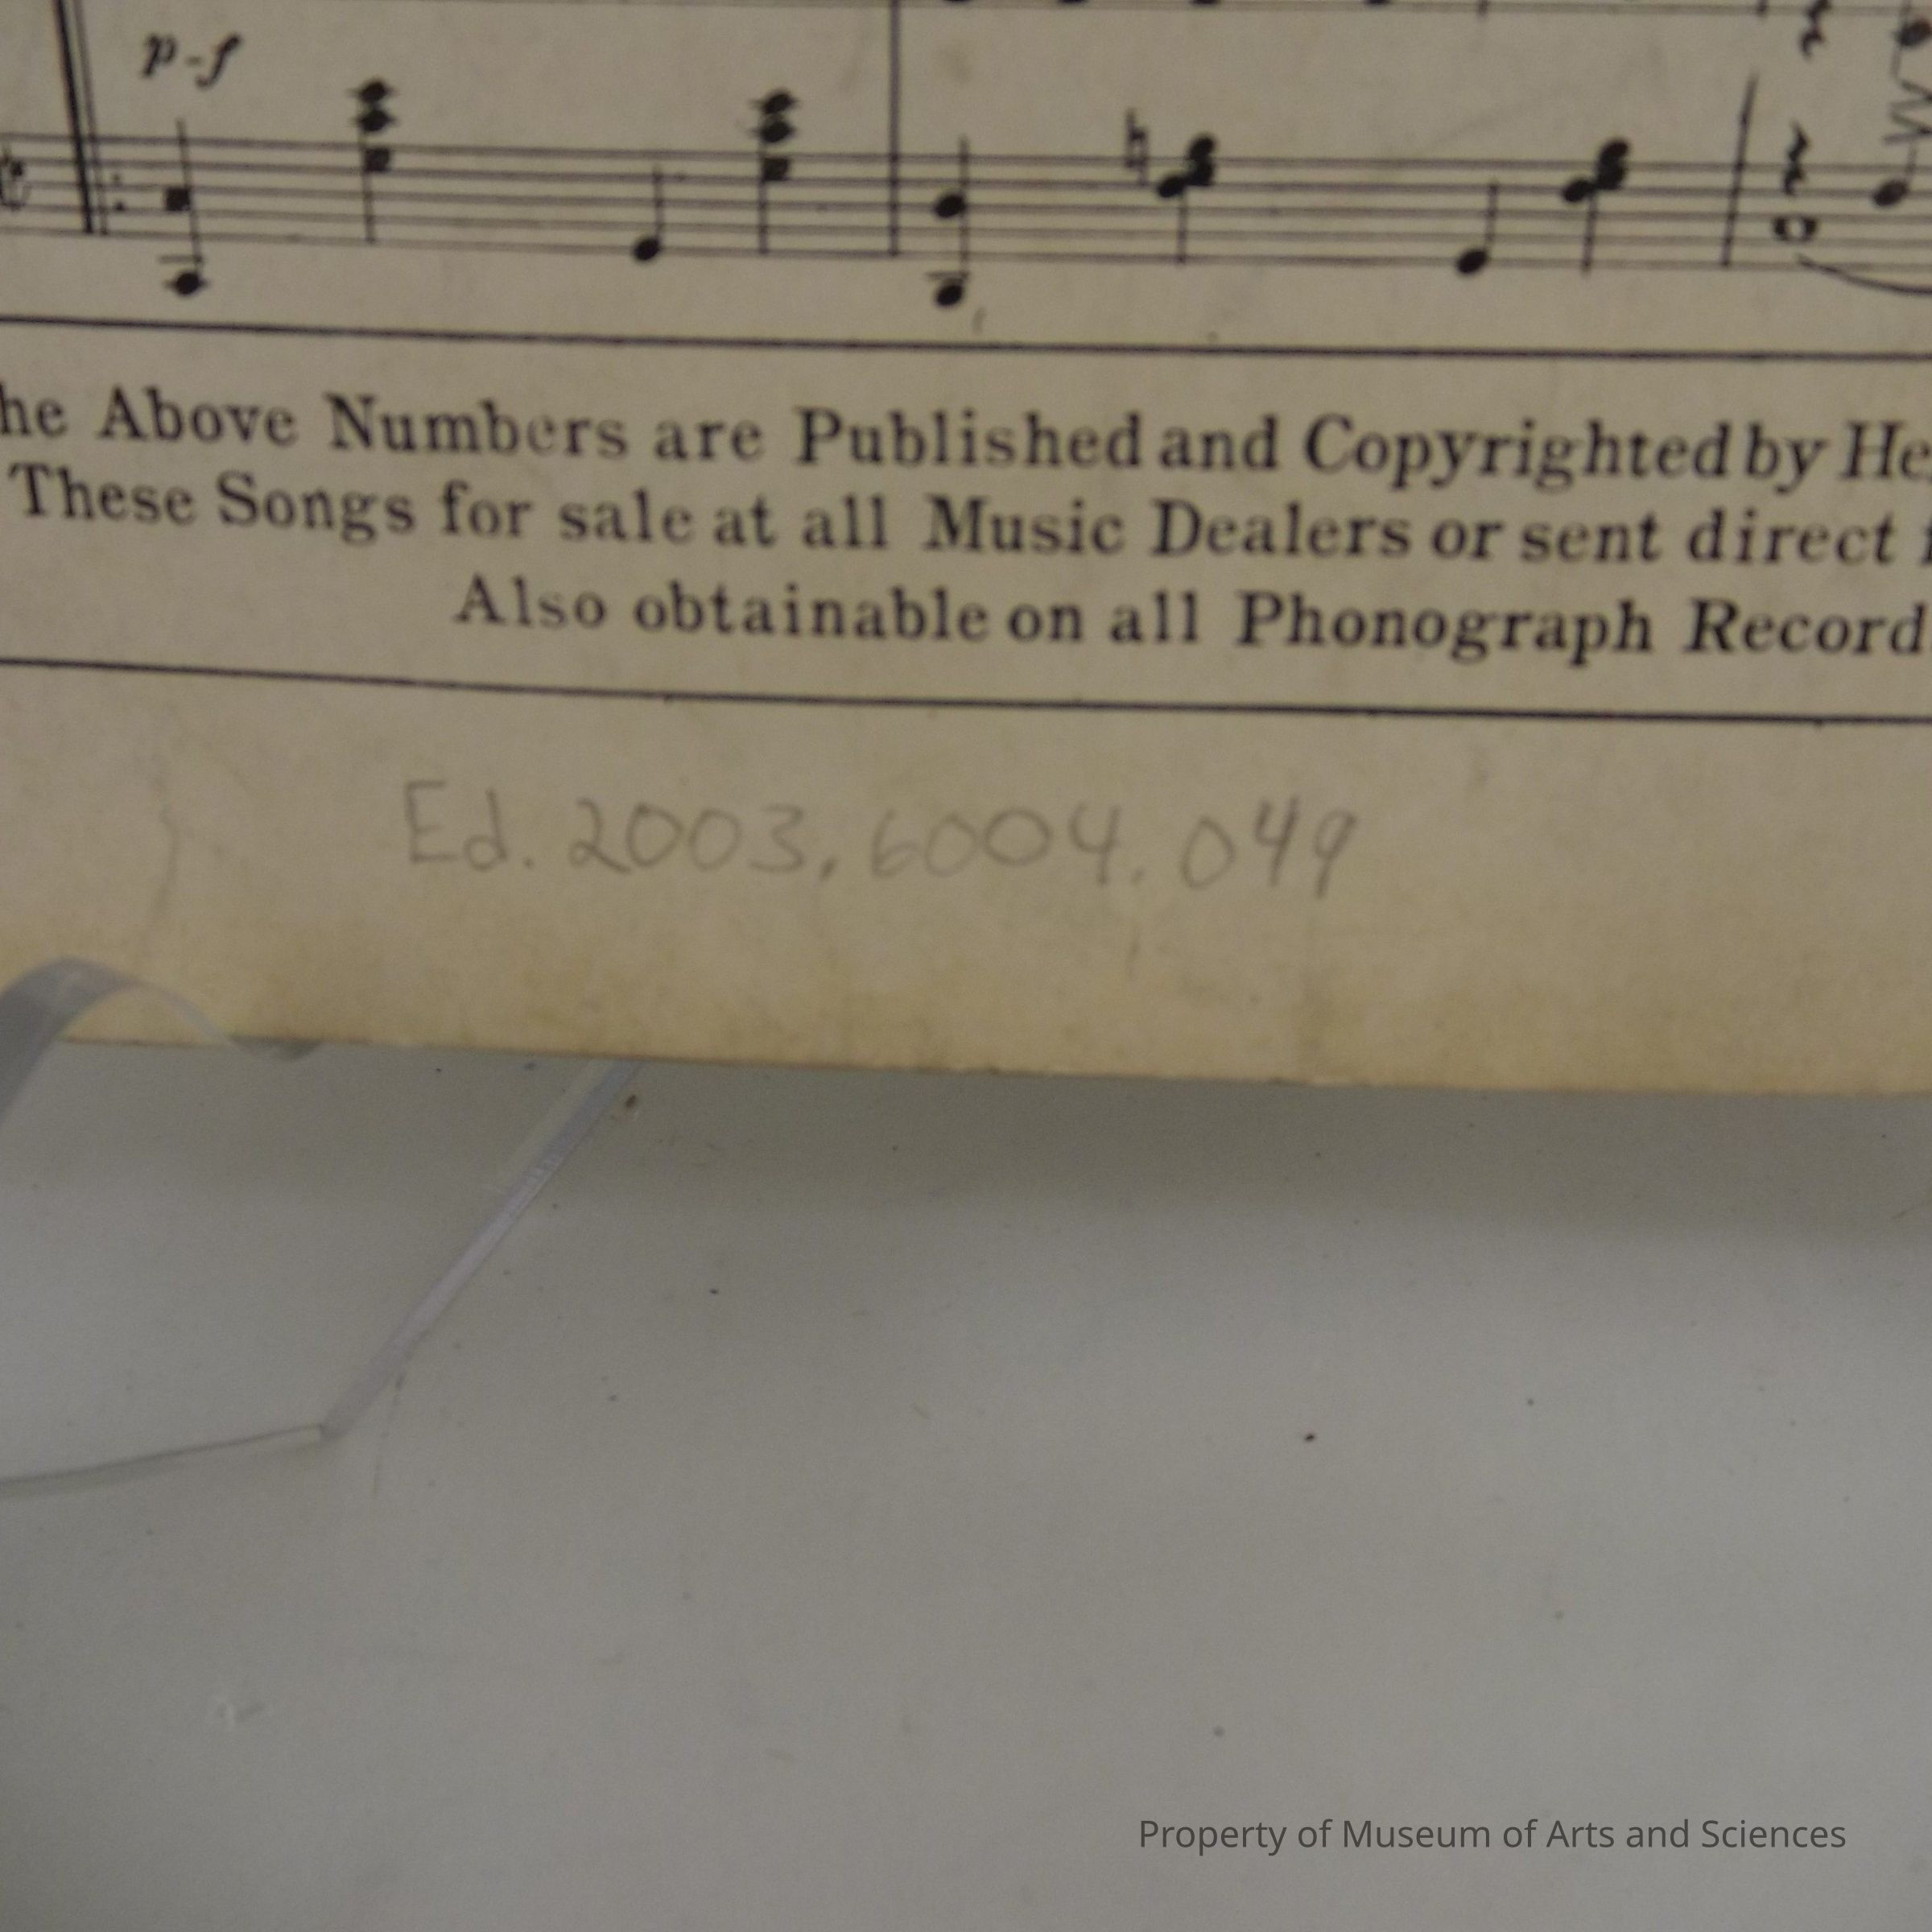 p-f
he Above Numbers are Published and Copyrighted by He
These Songs for sale at all Music Dealers or sent direct
Also obtainable on all Phonograph Record
Ed. 2003.6004.049
Property of Museum of Arts and Sciences